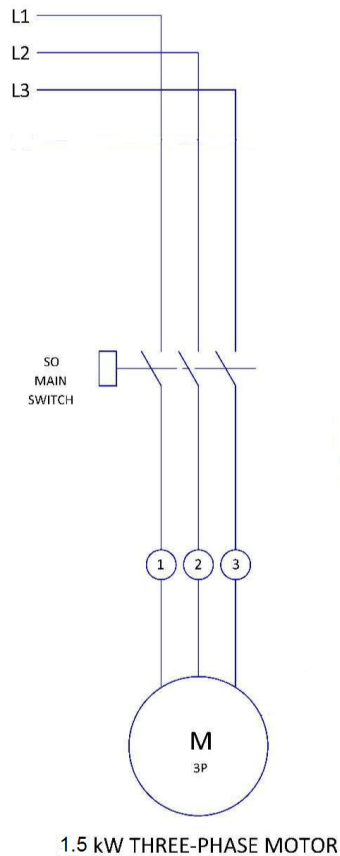 L1
L2
L3
SO
MAIN
SWITCH
1 2 3
M
3P
1.5 kW THREE-PHASE MOTOR